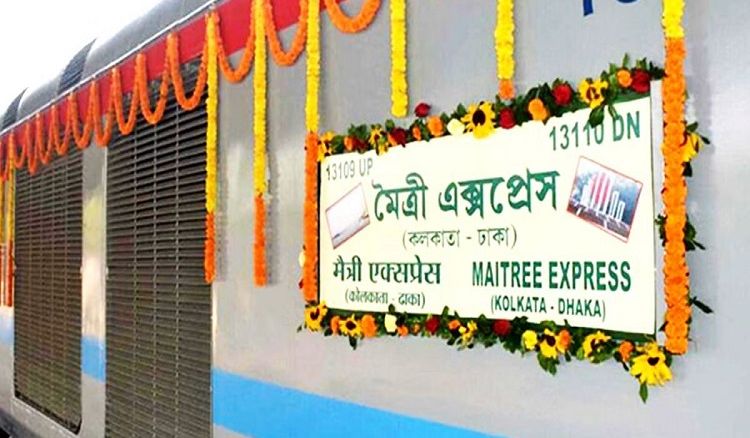 13109 UP
13110 DN
মৈত্রী এক্সপ্রেস
(কলকাতা - ঢাকা)
मैत्री एक्सप्रेस
(कोलकाता - ढाका)
MAITREE EXPRESS
(KOLKATA - DHAKA)